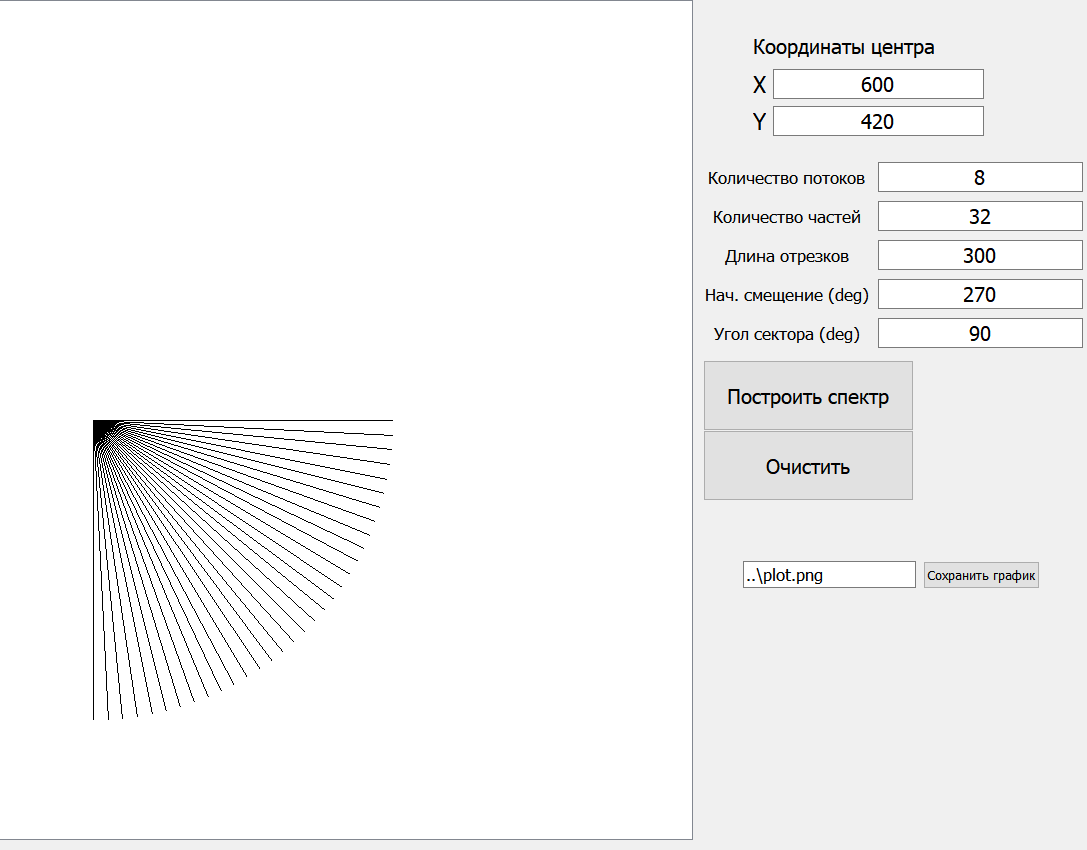 Координаты центра
X 600
Y 420
Количество потоков 8
Количество частей 32
Длина отрезков 300
Нач. смещение (deg) 270
Угол сектора (deg) 90
Построить спектр
Очистить
..\plot.png Сохранить график